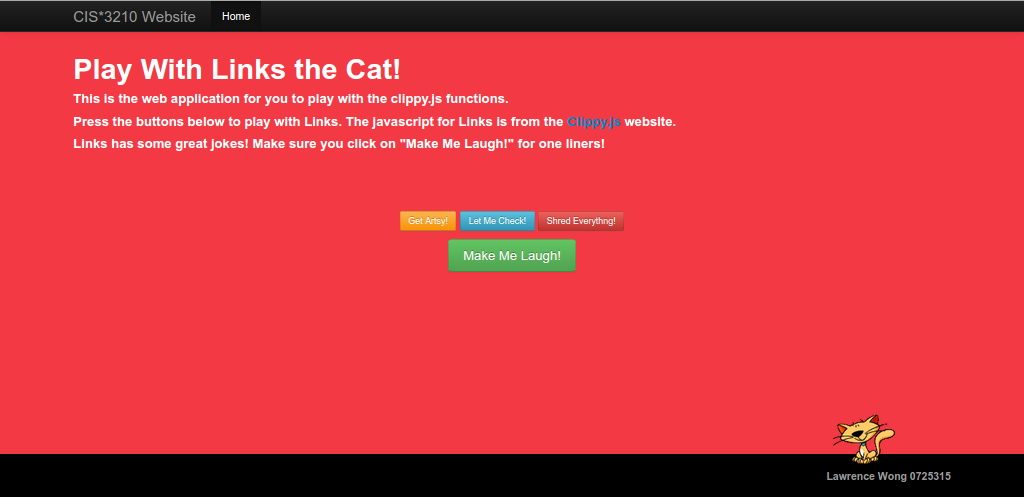 CIS*3210 Website Home
Play With Links the Cat!
This is the web application for you to play with the clippy.js functions.
Press the buttons below to play with Links. The javascript for Links is from the Clippy.js website.
Links has some great jokes! Make sure you click on "Make Me Laugh!" for one liners!
Get Artsy! Let Me Check! Shred Everythng!
Make Me Laugh!
Lawrence Wong 0725315